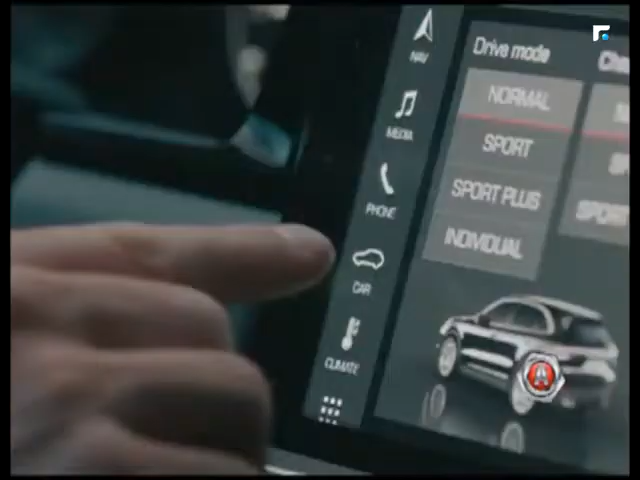 NAV
MEDIA
PHONE
CAR
CLIMATE
Drive mode
NORMAL
SPORT
SPORT PLUS
INDIVIDUAL